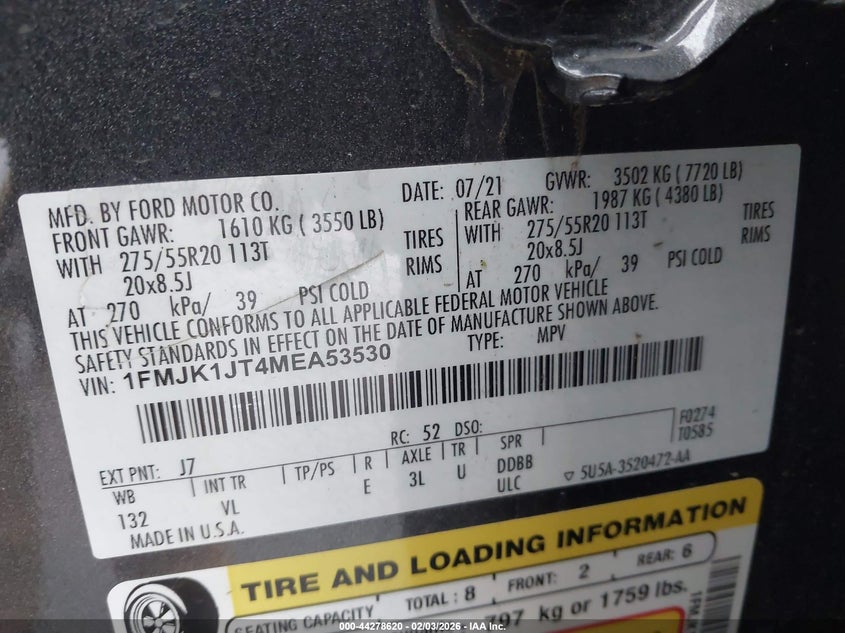 MFD. BY FORD MOTOR CO.
DATE: 07/21 GVWR: 3502 KG ( 7720 LB)
FRONT GAWR: 1610 KG ( 3550 LB)
REAR GAWR: 1987 KG ( 4380 LB)
WITH 275/55R20 113T TIRES
WITH 275/55R20 113T TIRES
20x8.5J RIMS
20x8.5J RIMS
AT 270 kPa/ 39 PSI COLD
AT 270 kPa/ 39 PSI COLD
THIS VEHICLE CONFORMS TO ALL APPLICABLE FEDERAL MOTOR VEHICLE
SAFETY STANDARDS IN EFFECT ON THE DATE OF MANUFACTURE SHOWN ABOVE.
VIN: 1FMJK1JT4MEA53530
TYPE: MPV
F0274
T0585
RC: 52 DSO:
EXT PNT: J7
WB INT TR TP/PS R AXLE TR SPR
132 VL E 3L U DDBB
ULC
▽ 5U5A-3520472-AA
MADE IN U.S.A.
TIRE AND LOADING INFORMATION
SEATING CAPACITY TOTAL: 8 FRONT: 2 REAR: 6
797 kg or 1759 lbs.
000-44278620 - 02/03/2026 - IAA Inc.